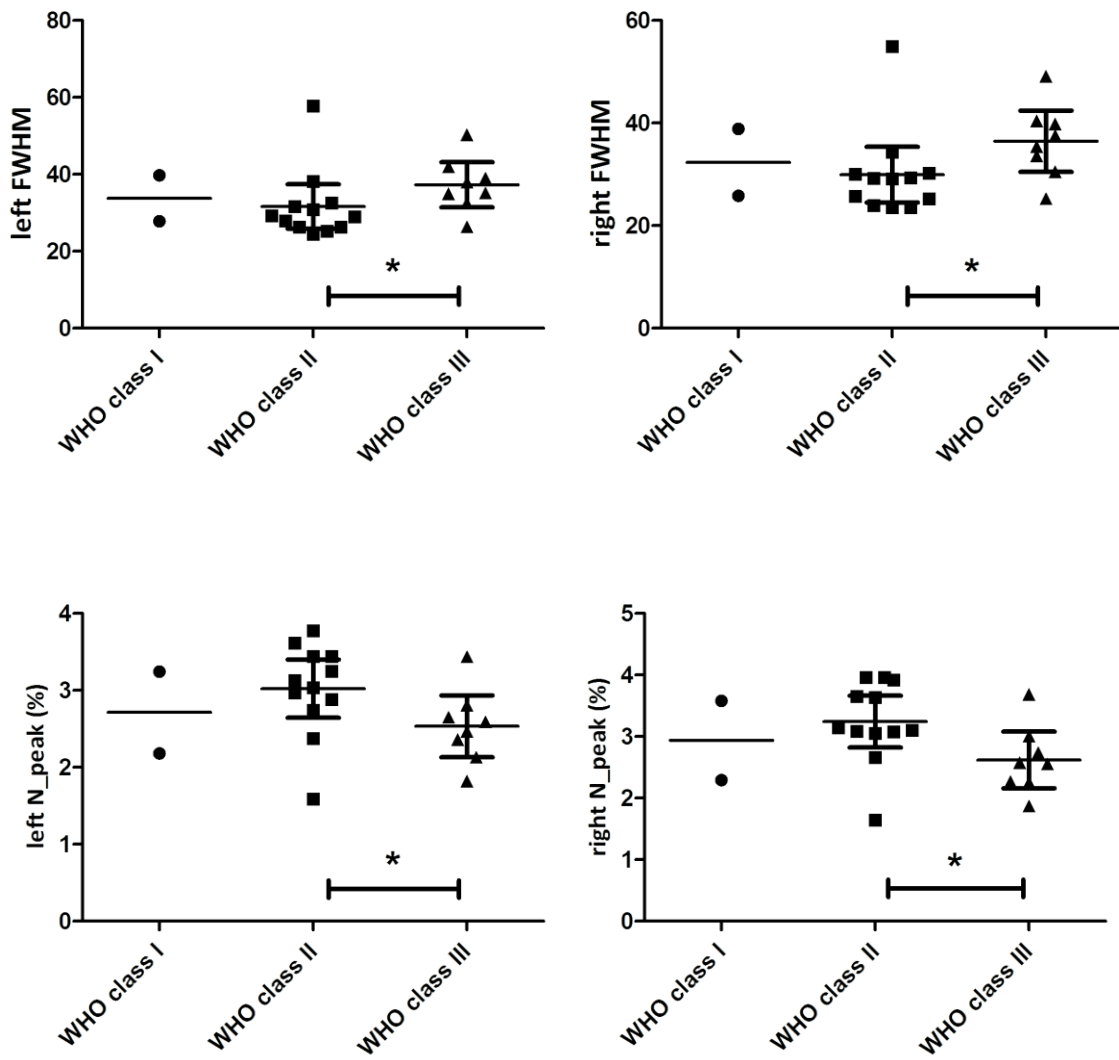 left FWHM
80
60
40
20
0
*
WHO class I
WHO class II
WHO class III
right FWHM
60
40
20
0
*
WHO class I
WHO class II
WHO class III
left N_peak (%)
4
3
2
1
0
*
WHO class I
WHO class II
WHO class III
right N_peak (%)
5
4
3
2
1
0
*
WHO class I
WHO class II
WHO class III